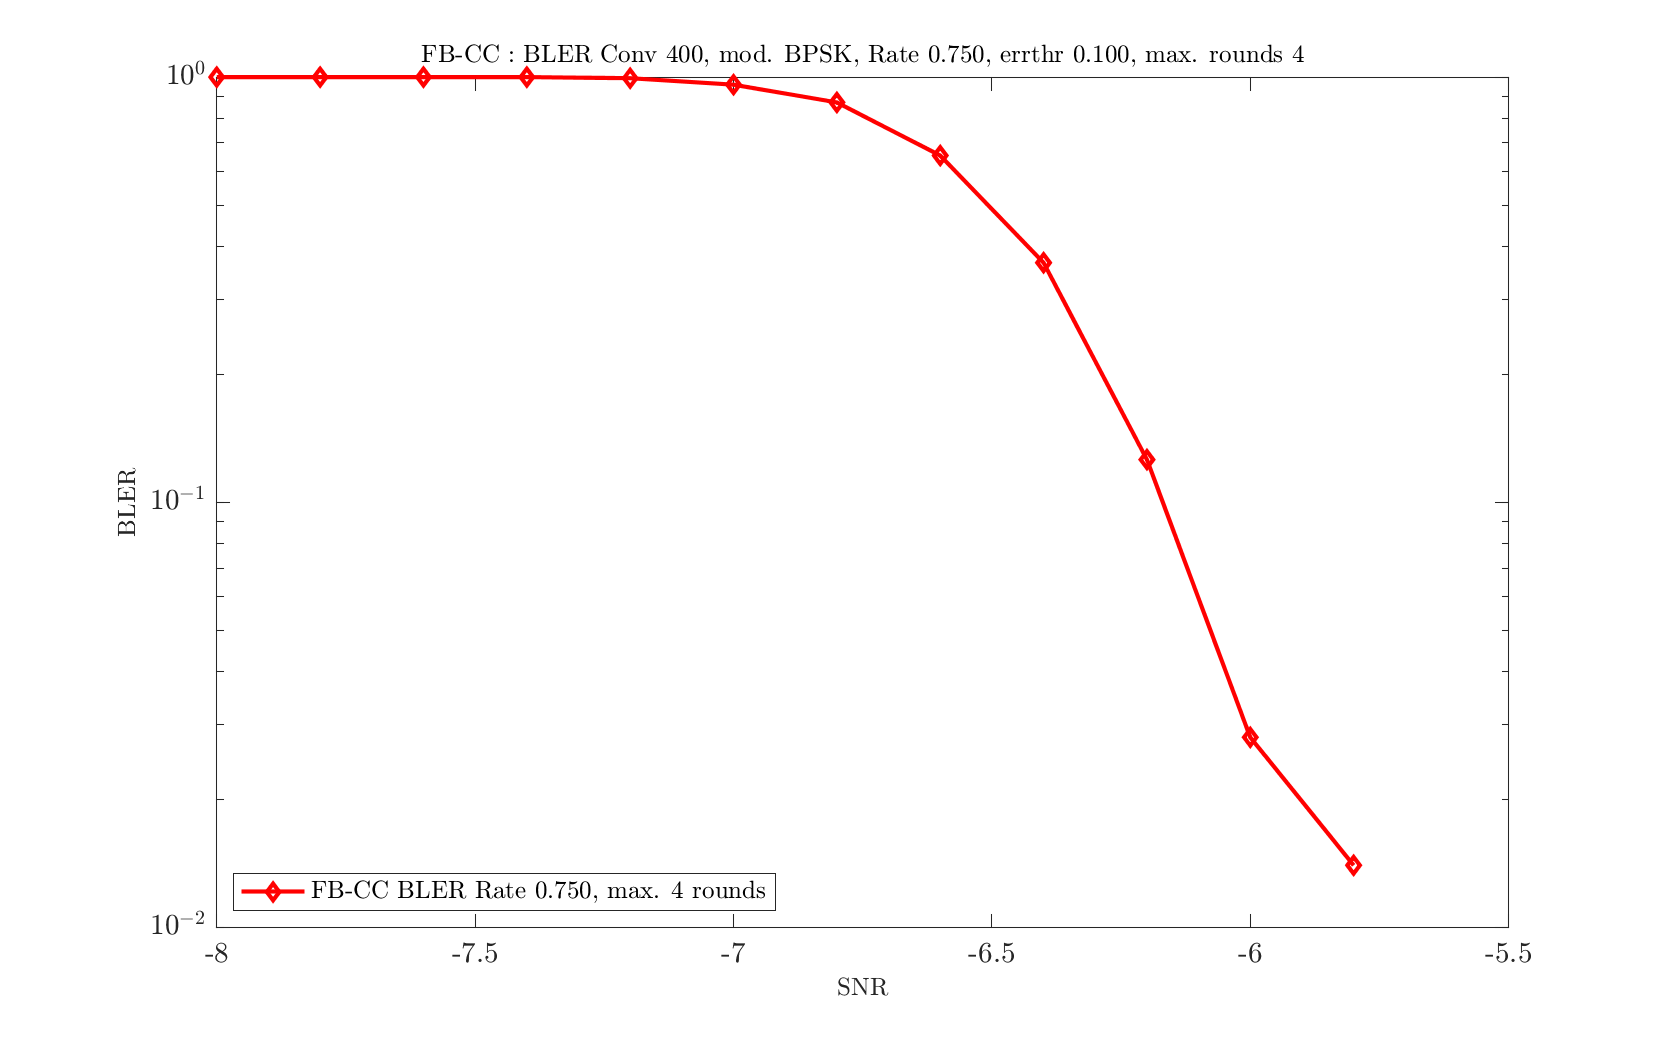 FB-CC : BLER Conv 400, mod. BPSK, Rate 0.750, errthr 0.100, max. rounds 4
10^0
10^-1
10^-2
BLER
FB-CC BLER Rate 0.750, max. 4 rounds
-8 -7.5 -7 -6.5 -6 -5.5
SNR